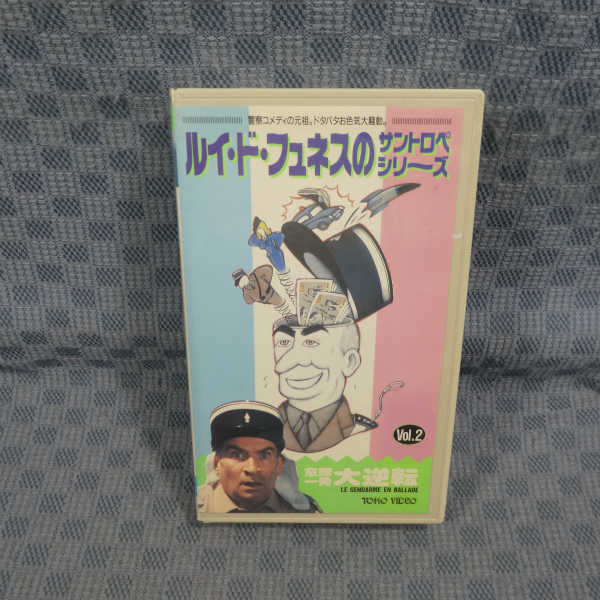 警察コメディの元祖。ドタバタお色気大騒動。
ルイ・ド・フュネスの
サントロペ
シリーズ
Vol.2
大逆転
LE GENDARME EN BALLADE
TOHO VIDEO